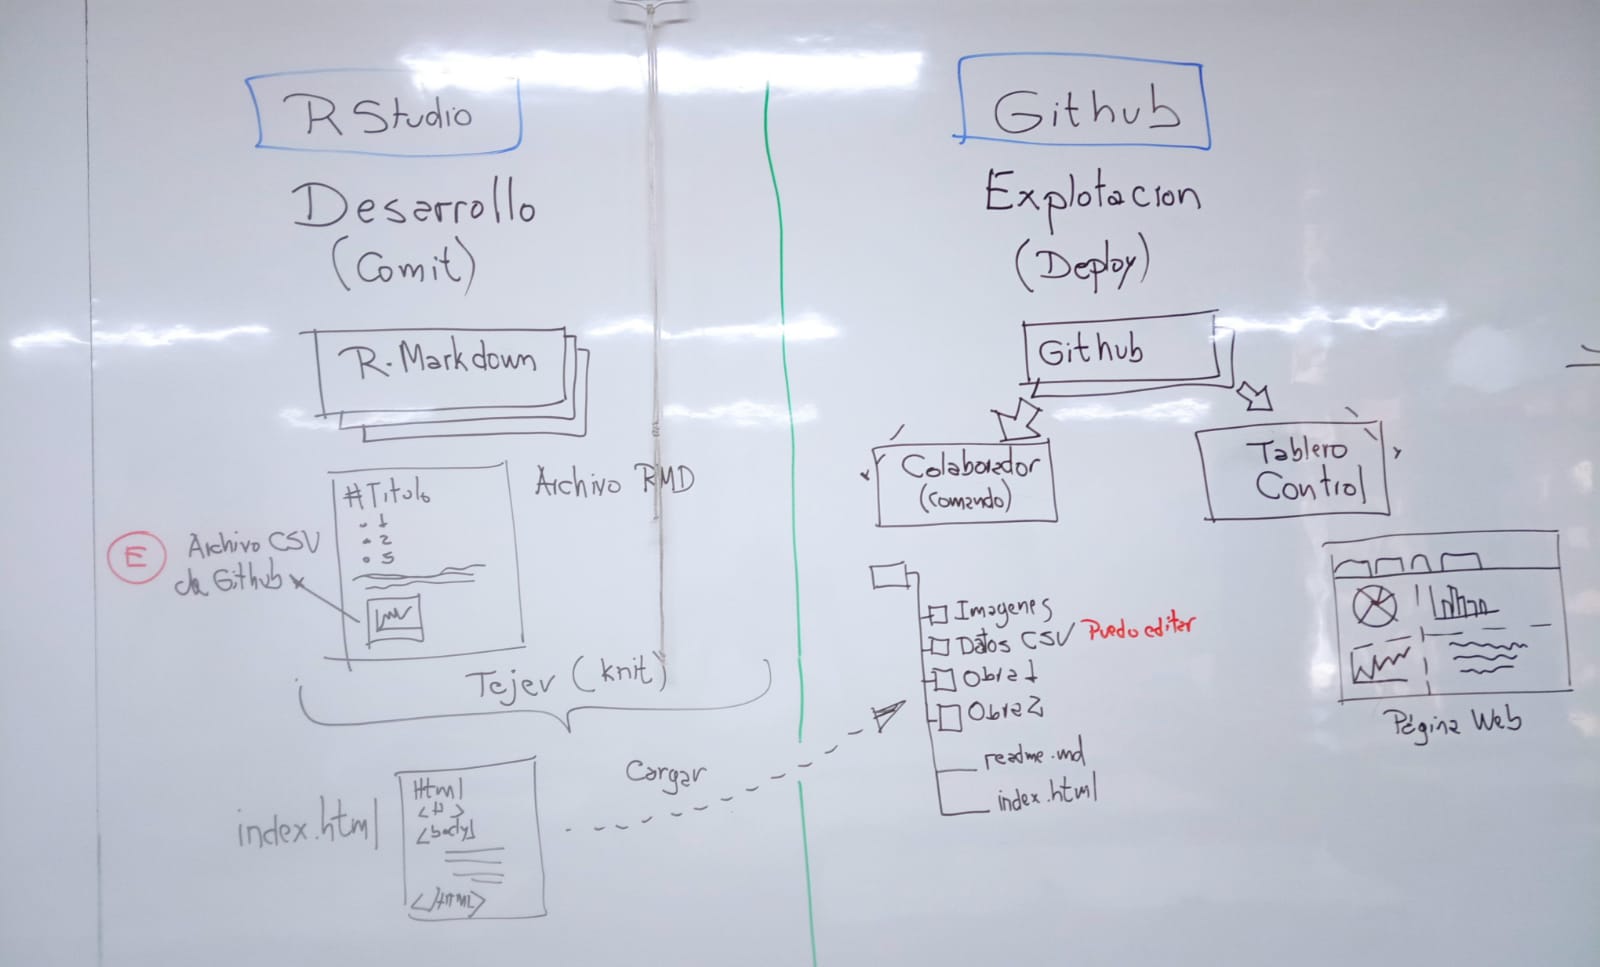 R Studio
Desarrollo
(Comit)
R-Markdown
Archivo RMD
#Titulo
• 1
• 2
• 5
E
Archivo CSV
de Github
Tejer (knit)
index.html
Html
<H>
<body>
</HTML>
Cargar
Github
Explotacion
(Deploy)
Github
Colaborador
(Comando)
Tablero
Control
Imagenes
Datos CSV Puedo editar
Obra 1
Obra 2
readme.md
index.html
Página Web